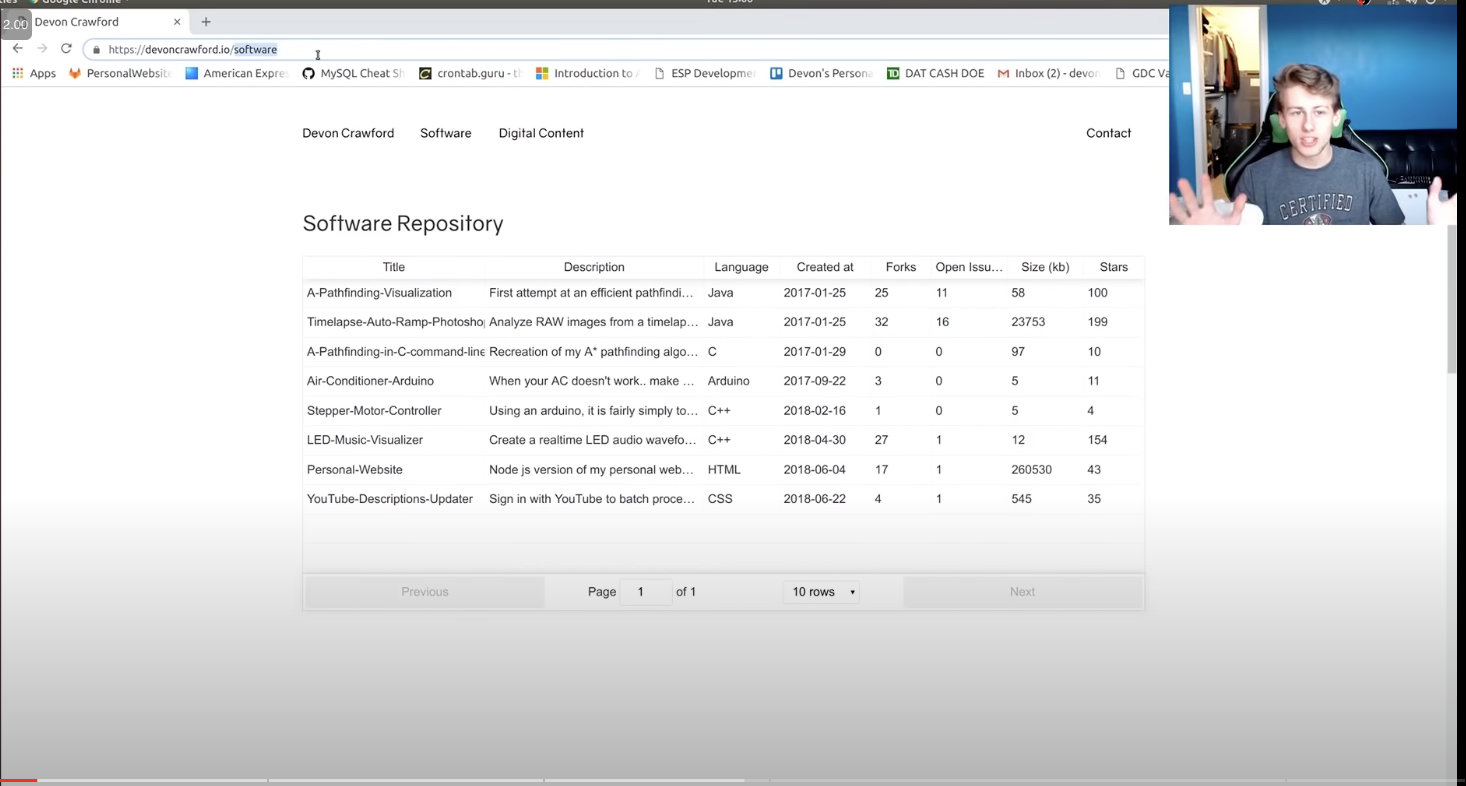 Google Chrome
2.00
Devon Crawford
https://devoncrawford.io/software
Apps PersonalWebsite American Expre MySQL Cheat Sh crontab.guru - th Introduction to ESP Developme Devon's Persona DAT CASH DOE Inbox (2) - devon GDC Va
Devon Crawford Software Digital Content Contact
CERTIFIED
Software Repository
Title Description Language Created at Forks Open Issu... Size (kb) Stars
A-Pathfinding-Visualization First attempt at an efficient pathfindi... Java 2017-01-25 25 11 58 100
Timelapse-Auto-Ramp-Photosho Analyze RAW images from a timelap... Java 2017-01-25 32 16 23753 199
A-Pathfinding-in-C-command-line Recreation of my A* pathfinding algo... C 2017-01-29 0 0 97 10
Air-Conditioner-Arduino When your AC doesn't work.. make ... Arduino 2017-09-22 3 0 5 11
Stepper-Motor-Controller Using an arduino, it is fairly simply to... C++ 2018-02-16 1 0 5 4
LED-Music-Visualizer Create a realtime LED audio wavefo... C++ 2018-04-30 27 1 12 154
Personal-Website Node js version of my personal web... HTML 2018-06-04 17 1 260530 43
YouTube-Descriptions-Updater Sign in with YouTube to batch proce... CSS 2018-06-22 4 1 545 35
Previous Page 1 of 1 10 rows Next